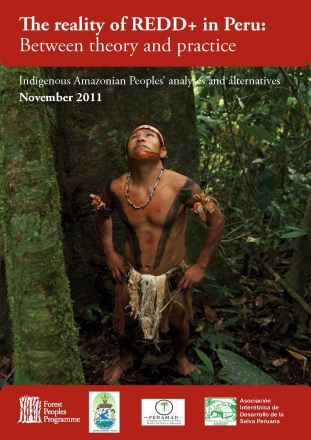 The reality of REDD+ in Peru:
Between theory and practice
Indigenous Amazonian Peoples' analyses and alternatives
November 2011
Forest
Peoples
Programme
FENAMAD
Asociación
Interétnica de
Desarrollo de la
Selva Peruana